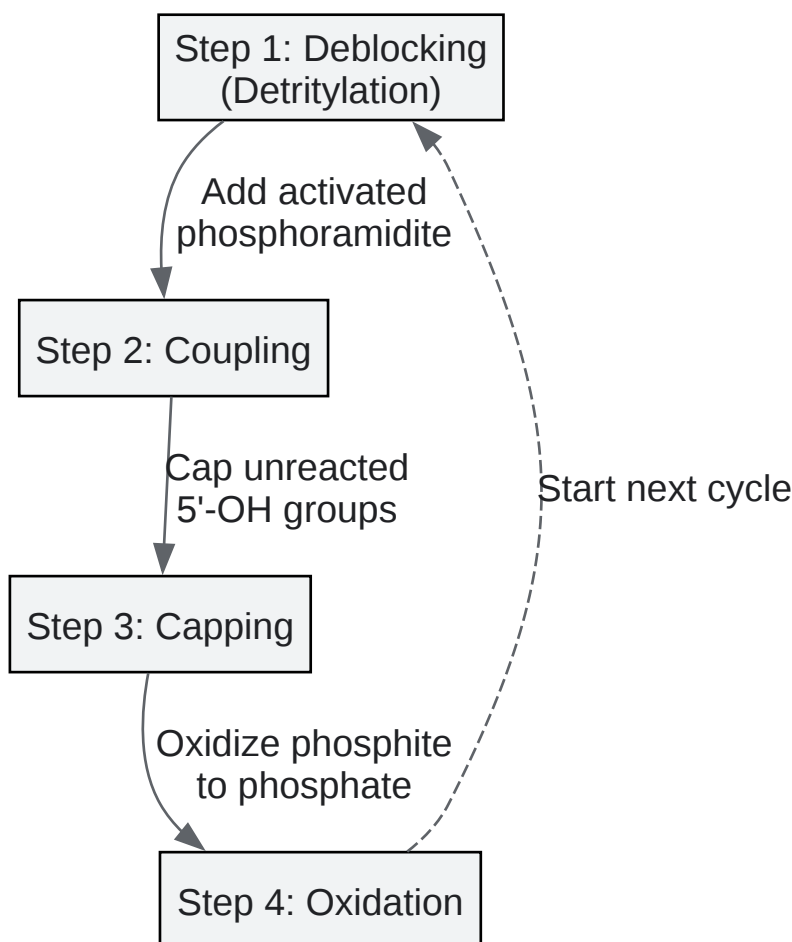 Step 1: Deblocking
(Detritylation)
Add activated
phosphoramidite
Step 2: Coupling
Cap unreacted
5'-OH groups
Start next cycle
Step 3: Capping
Oxidize phosphite
to phosphate
Step 4: Oxidation